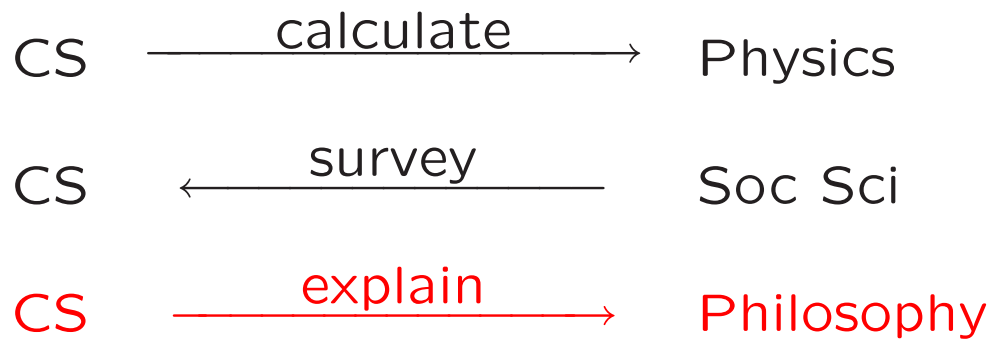 CS calculate Physics
CS survey Soc Sci
CS explain Philosophy